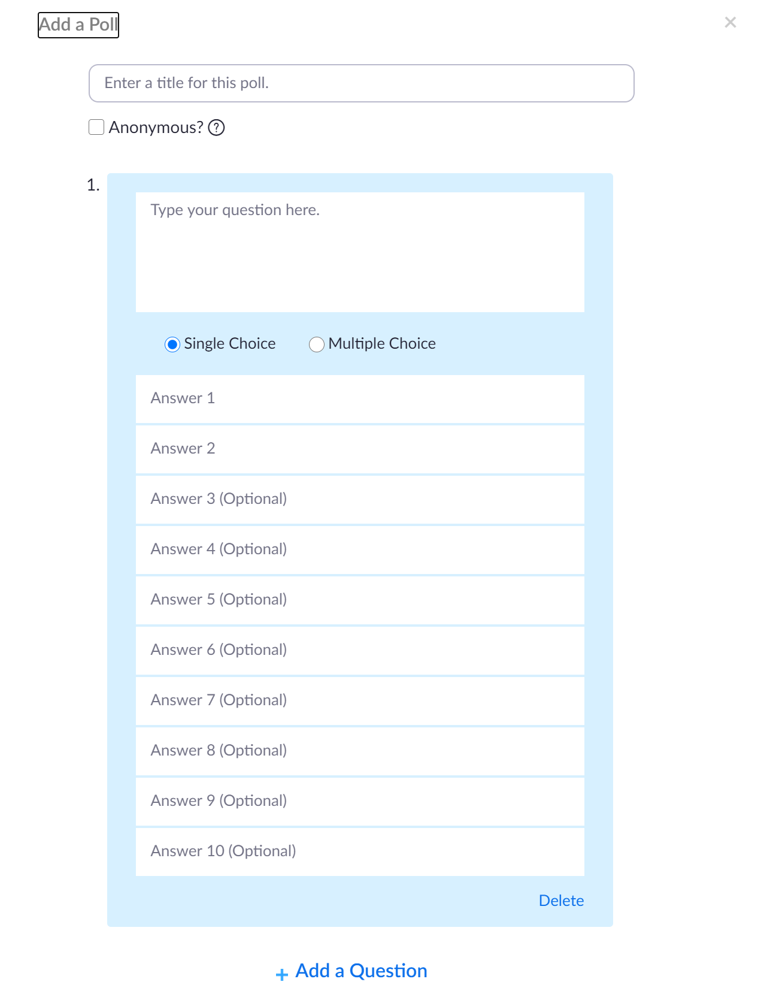 Add a Poll
×
Enter a title for this poll.
Anonymous? ?
1.
Type your question here.
Single Choice Multiple Choice
Answer 1
Answer 2
Answer 3 (Optional)
Answer 4 (Optional)
Answer 5 (Optional)
Answer 6 (Optional)
Answer 7 (Optional)
Answer 8 (Optional)
Answer 9 (Optional)
Answer 10 (Optional)
Delete
+ Add a Question